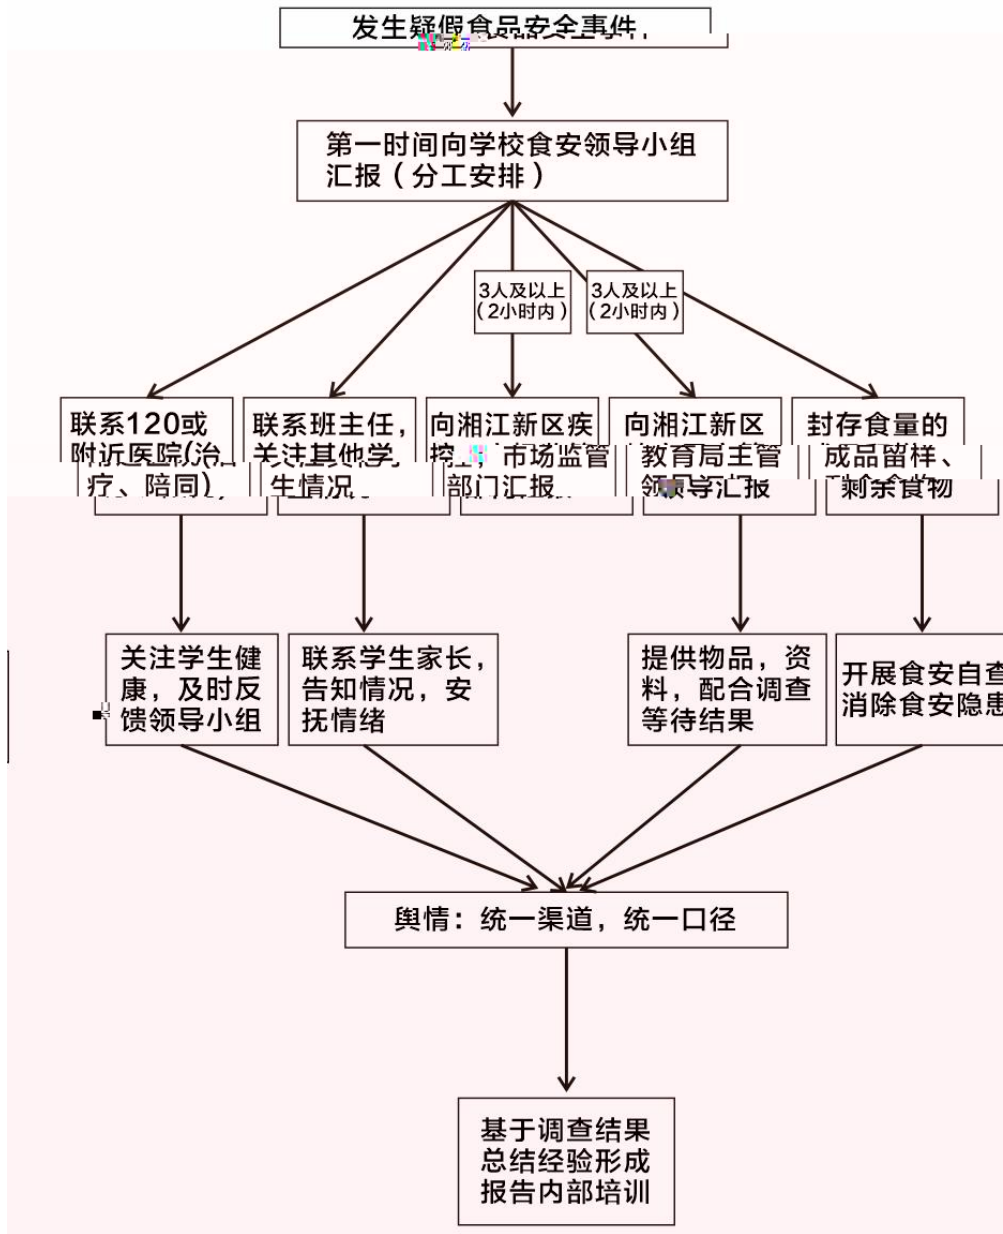 发生疑假食品安全事件
第一时间向学校食安领导小组
汇报（分工安排）
3人及以上
（2小时内）
3人及以上
（2小时内）
联系120或
附近医院(治
疗、陪同)
联系班主任，
关注其他学
生情况。
向湘江新区疾
控 市场监管
部门汇报
向湘江新区
教育局主管
领导汇报
封存食量的
成品留样、
剩余食物
关注学生健
康，及时反
馈领导小组
联系学生家长，
告知情况，安
抚情绪
提供物品，资
料，配合调查
等待结果
开展食安自查
消除食安隐患
舆情：统一渠道，统一口径
基于调查结果
总结经验形成
报告内部培训